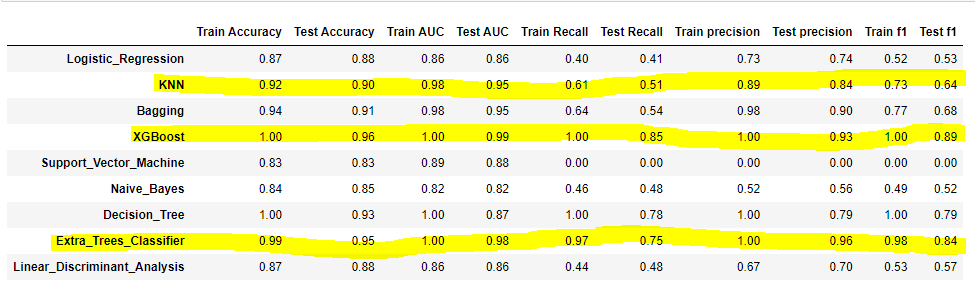 Train Accuracy Test Accuracy Train AUC Test AUC Train Recall Test Recall Train precision Test precision Train f1 Test f1
Logistic_Regression 0.87 0.88 0.86 0.86 0.40 0.41 0.73 0.74 0.52 0.53
KNN 0.92 0.90 0.98 0.95 0.61 0.51 0.89 0.84 0.73 0.64
Bagging 0.94 0.91 0.98 0.95 0.64 0.54 0.98 0.90 0.77 0.68
XGBoost 1.00 0.96 1.00 0.99 1.00 0.85 1.00 0.93 1.00 0.89
Support_Vector_Machine 0.83 0.83 0.89 0.88 0.00 0.00 0.00 0.00 0.00 0.00
Naive_Bayes 0.84 0.85 0.82 0.82 0.46 0.48 0.52 0.56 0.49 0.52
Decision_Tree 1.00 0.93 1.00 0.87 1.00 0.78 1.00 0.79 1.00 0.79
Extra_Trees_Classifier 0.99 0.95 1.00 0.98 0.97 0.75 1.00 0.96 0.98 0.84
Linear_Discriminant_Analysis 0.87 0.88 0.86 0.86 0.44 0.48 0.67 0.70 0.53 0.57